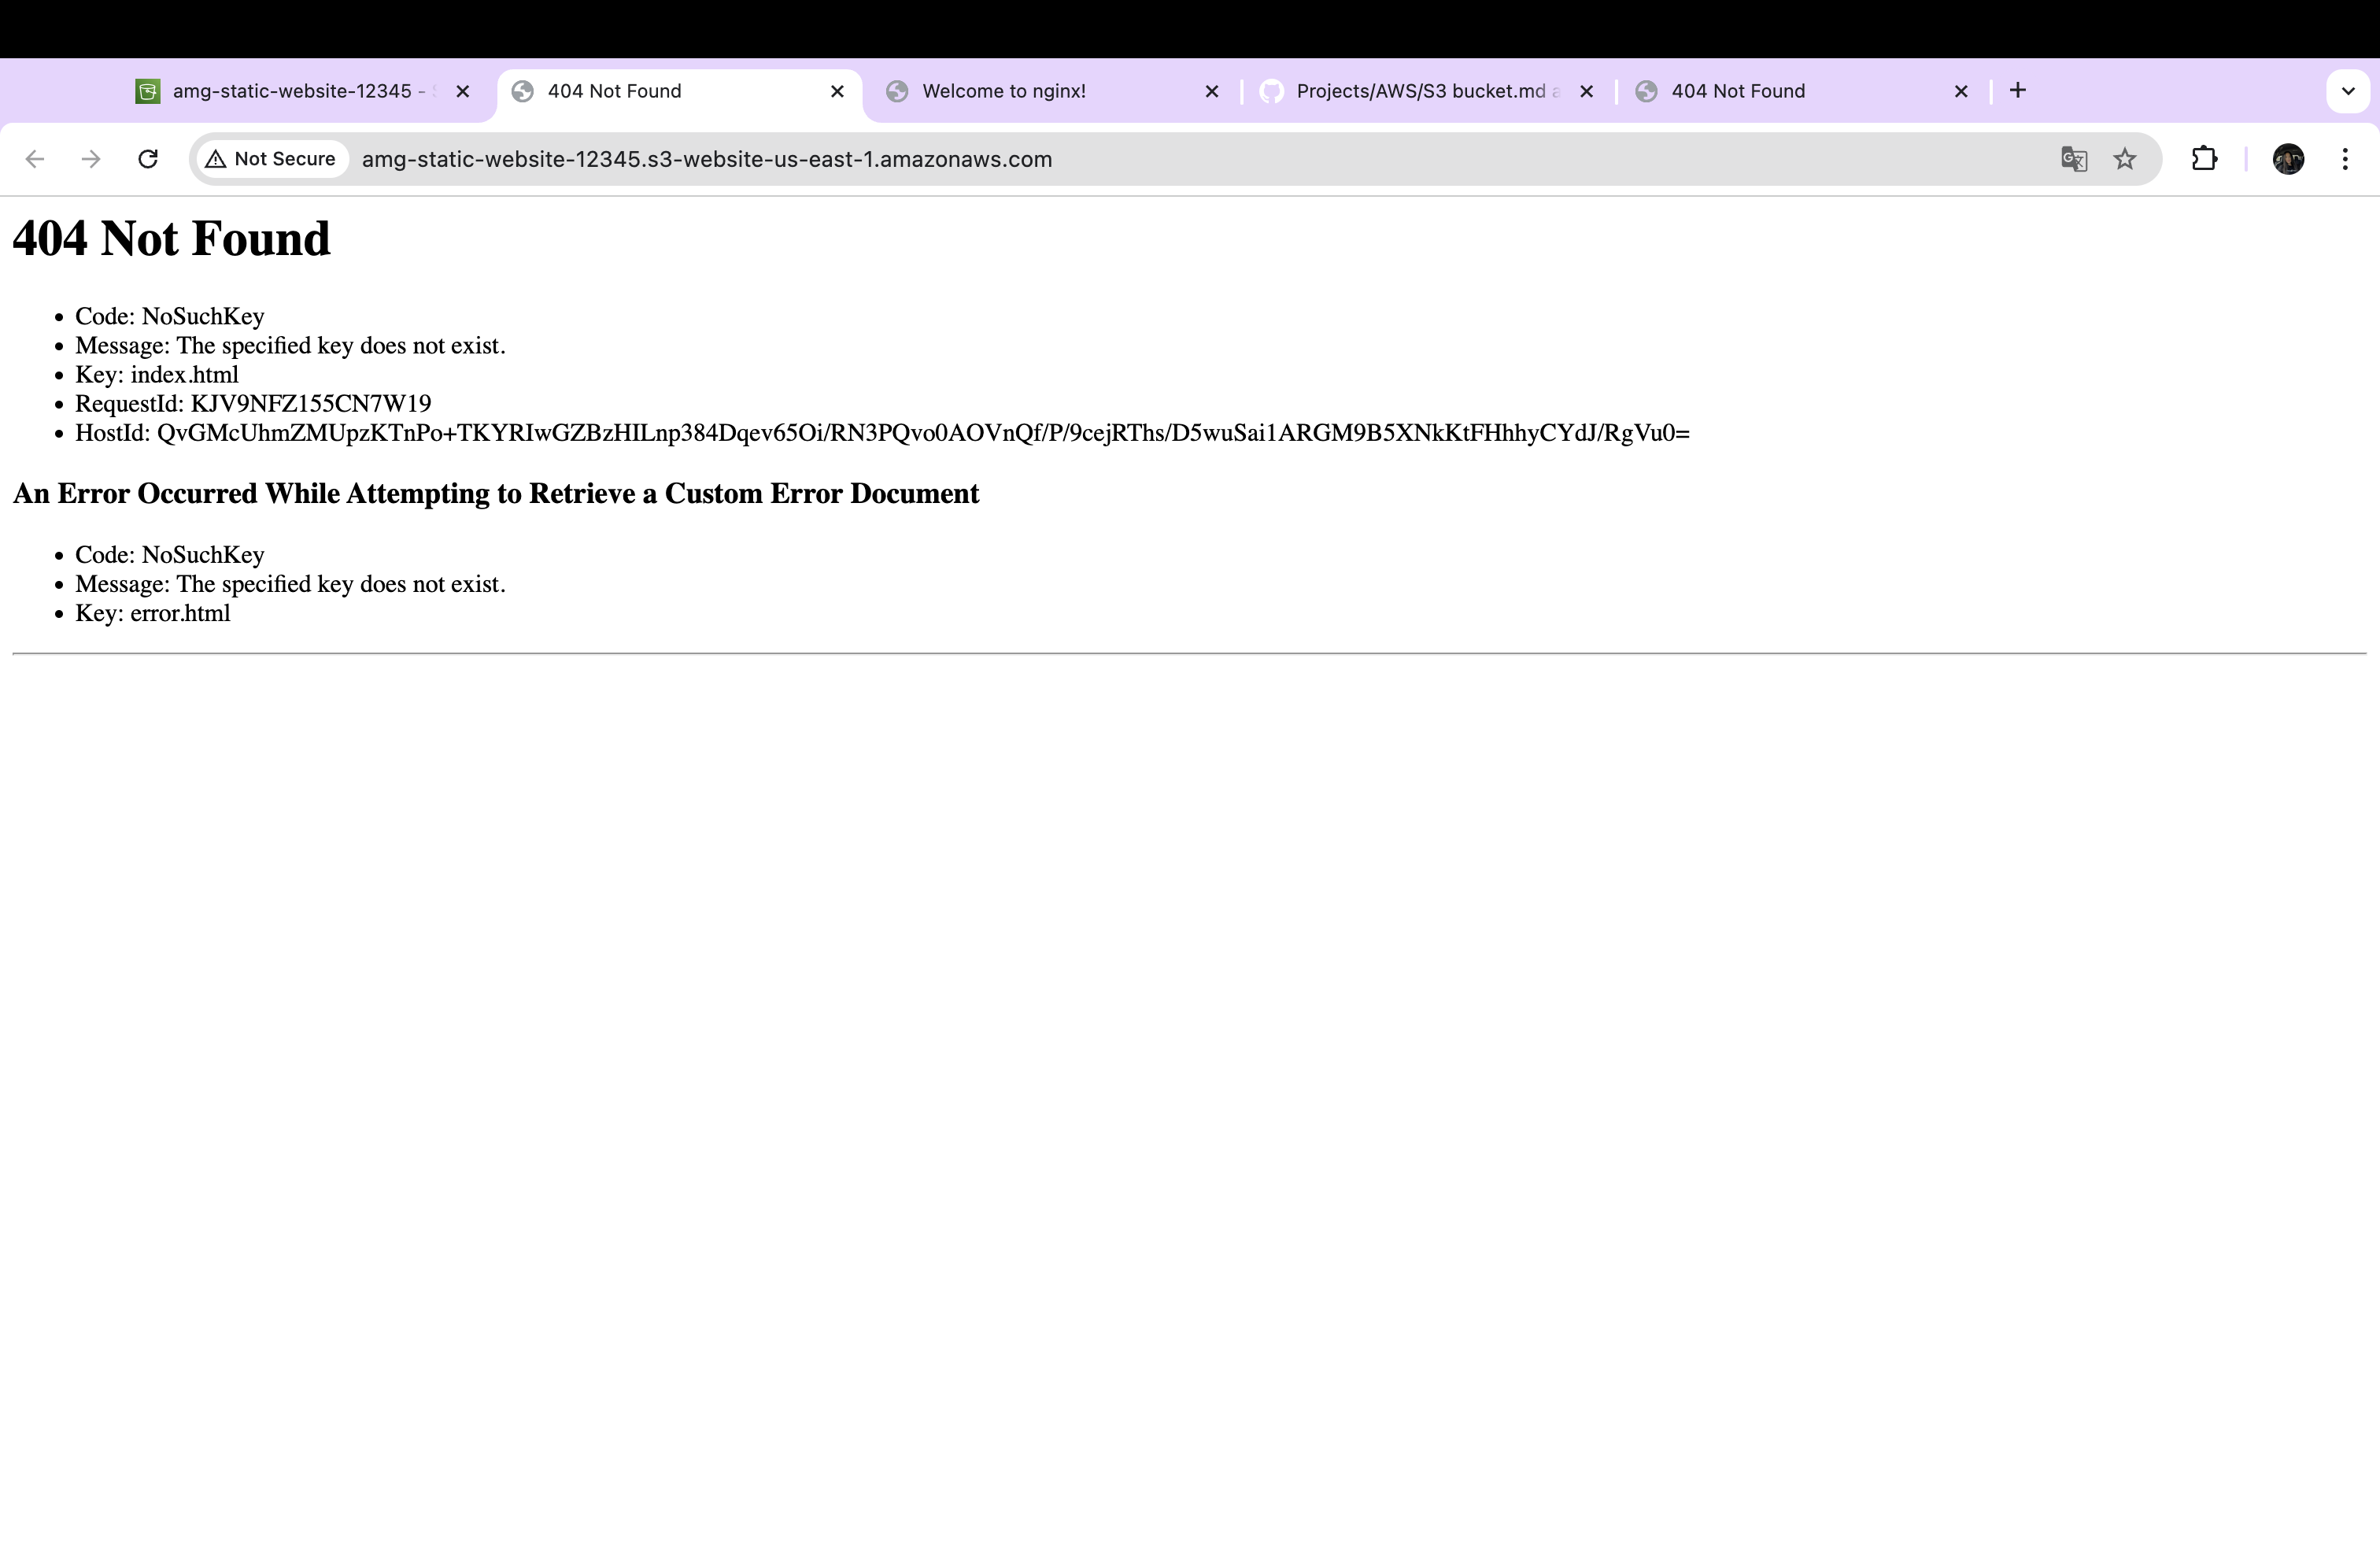 amg-static-website-12345 -
404 Not Found
Welcome to nginx!
Projects/AWS/S3 bucket.md
404 Not Found
Not Secure
amg-static-website-12345.s3-website-us-east-1.amazonaws.com
404 Not Found
• Code: NoSuchKey
• Message: The specified key does not exist.
• Key: index.html
• RequestId: KJV9NFZ155CN7W19
• HostId: QvGMcUhmZMUpzKTnPo+TKYRIwGZBzHILnp384Dqev65Oi/RN3PQvo0AOVnQf/P/9cejRThs/D5wuSai1ARGM9B5XNkKtFHhhyCYdJ/RgVu0=
An Error Occurred While Attempting to Retrieve a Custom Error Document
• Code: NoSuchKey
• Message: The specified key does not exist.
• Key: error.html